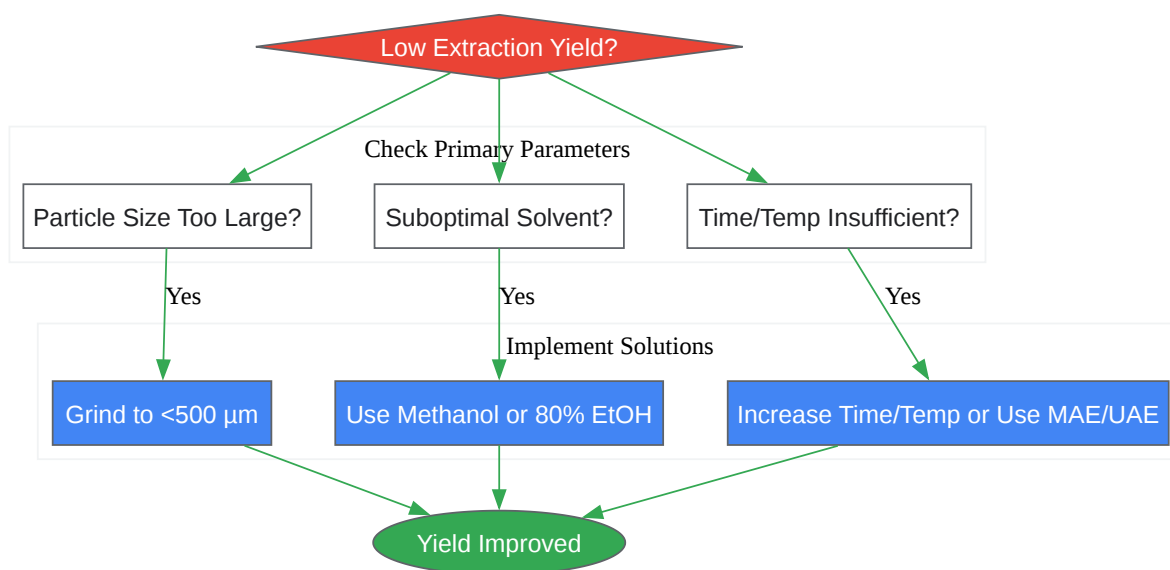 Low Extraction Yield?
Check Primary Parameters
Particle Size Too Large?
Suboptimal Solvent?
Time/Temp Insufficient?
Yes
Yes
Yes
Implement Solutions
Grind to <500 µm
Use Methanol or 80% EtOH
Increase Time/Temp or Use MAE/UAE
Yield Improved